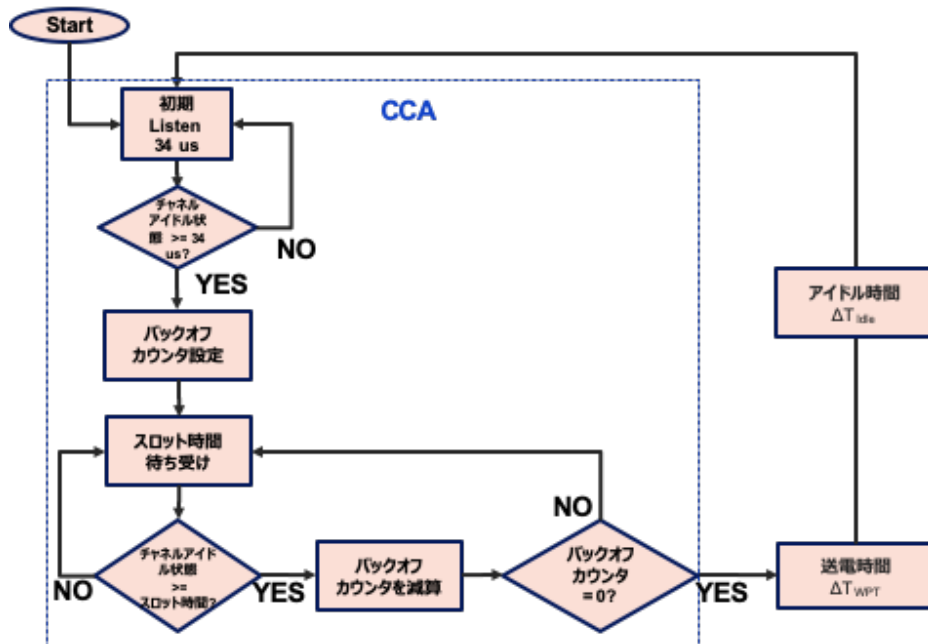 Start
CCA
初期
Listen
34 us
チャネル
アイドル状
態 >= 34
us?
NO
YES
バックオフ
カウンタ設定
アイドル時間
ΔT Idle
スロット時間
待ち受け
NO
チャネルアイド
ル状態
>=
スロット時間?
NO
YES
バックオフ
カウンタを減算
バックオフ
カウンタ
= 0?
YES
送電時間
ΔT WPT